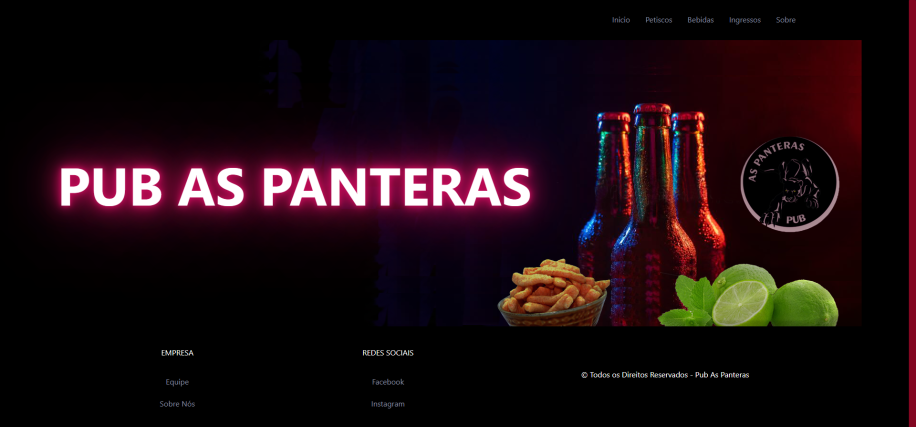 Inicio Petiscos Bebidas Ingressos Sobre
PUB AS PANTERAS
AS PANTERAS
PUB
EMPRESA
Equipe
Sobre Nós
REDES SOCIAIS
Facebook
Instagram
© Todos os Direitos Reservados - Pub As Panteras